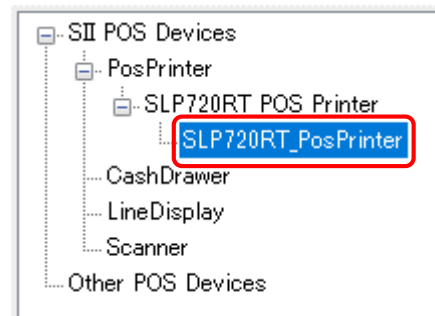 SII POS Devices
PosPrinter
SLP720RT POS Printer
SLP720RT_PosPrinter
CashDrawer
LineDisplay
Scanner
Other POS Devices